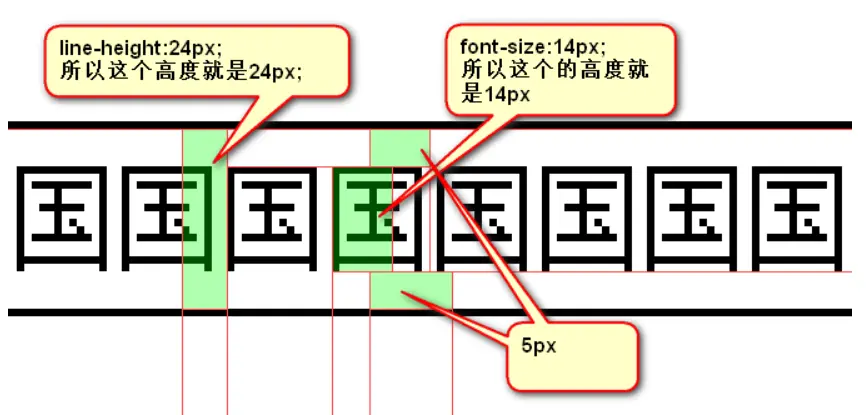 line-height:24px;
所以这个高度就是24px;
font-size:14px;
所以这个的高度就
是14px
国国国国国国国国
5px